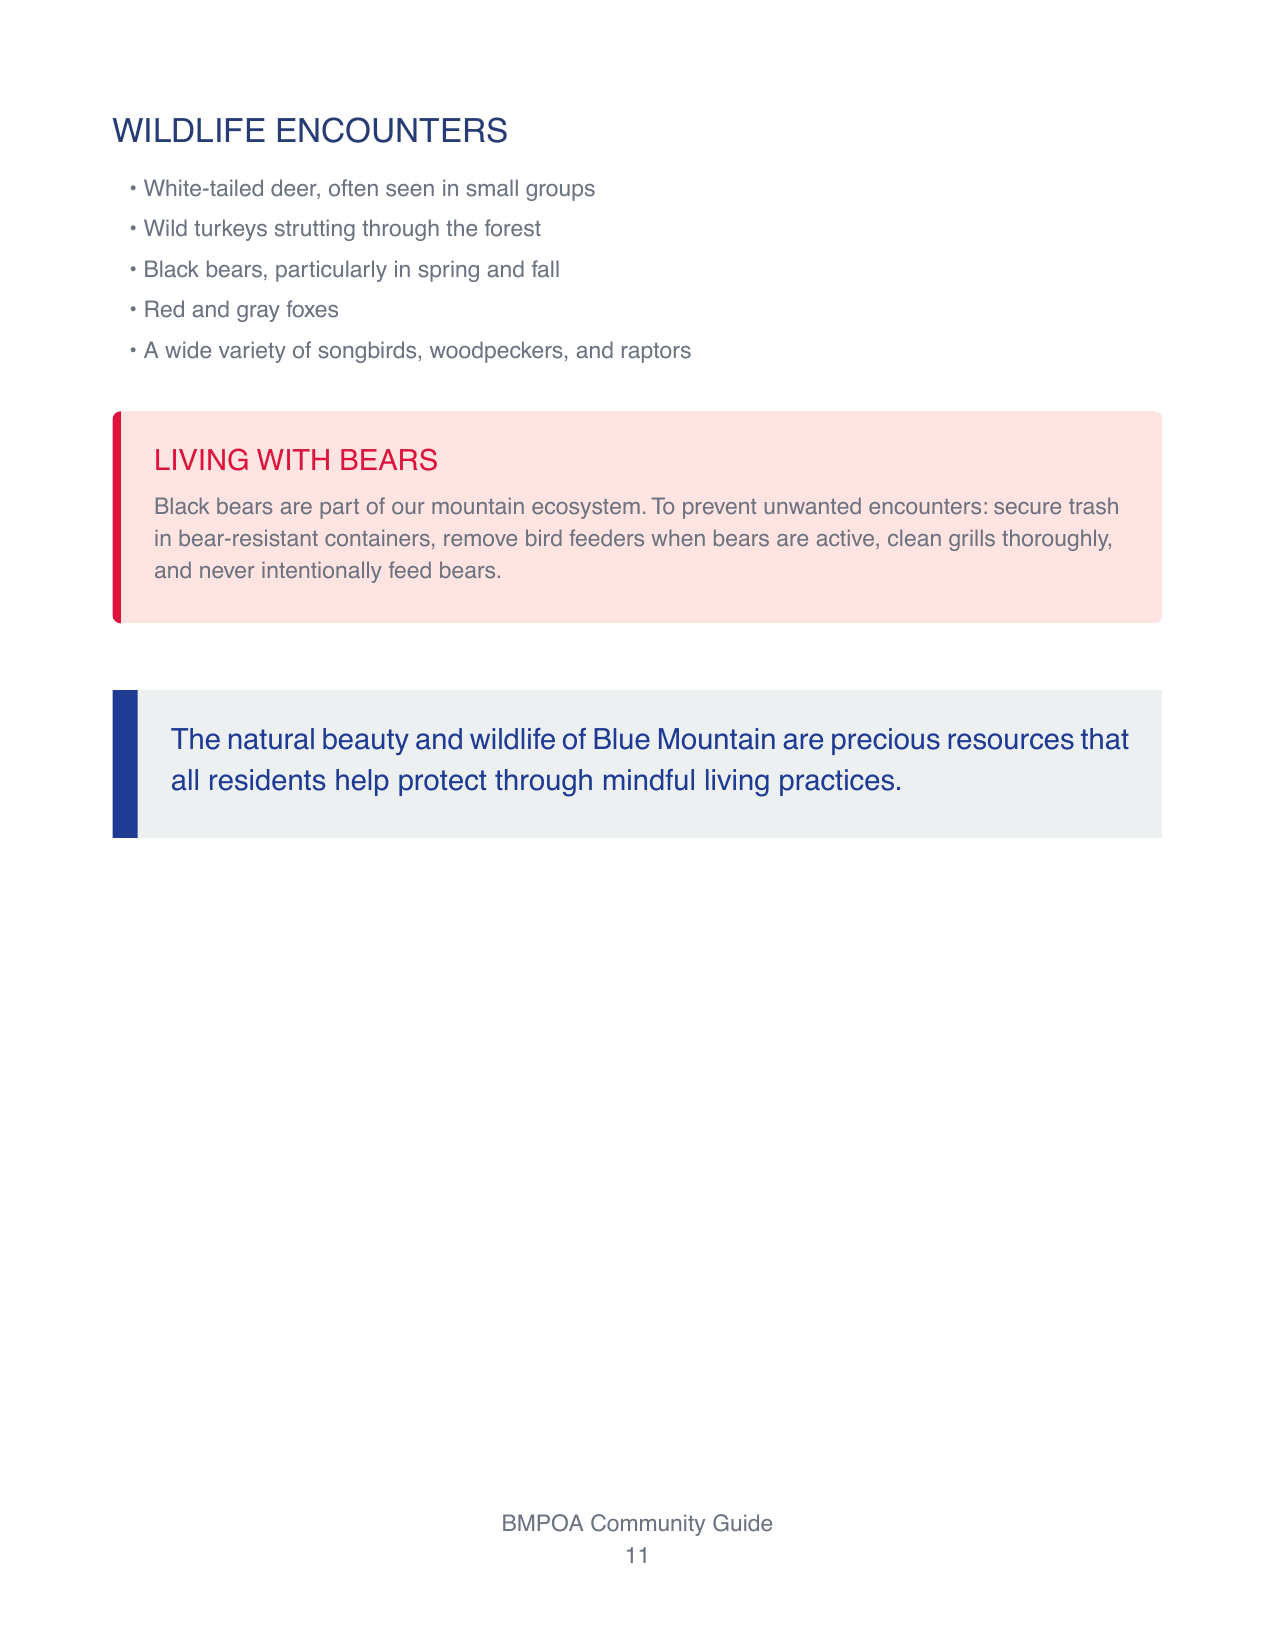 WILDLIFE ENCOUNTERS
• White-tailed deer, often seen in small groups
• Wild turkeys strutting through the forest
• Black bears, particularly in spring and fall
• Red and gray foxes
• A wide variety of songbirds, woodpeckers, and raptors
LIVING WITH BEARS
Black bears are part of our mountain ecosystem. To prevent unwanted encounters: secure trash
in bear-resistant containers, remove bird feeders when bears are active, clean grills thoroughly,
and never intentionally feed bears.
The natural beauty and wildlife of Blue Mountain are precious resources that
all residents help protect through mindful living practices.
BMPOA Community Guide
11